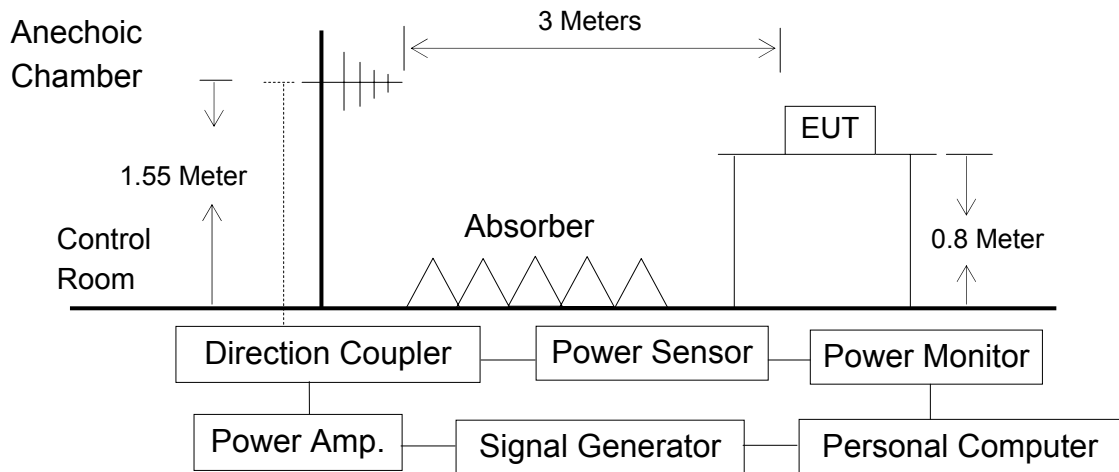 3 Meters
Anechoic
Chamber
EUT
1.55 Meter
Absorber
Control
Room
0.8 Meter
Direction Coupler
Power Sensor
Power Monitor
Power Amp.
Signal Generator
Personal Computer